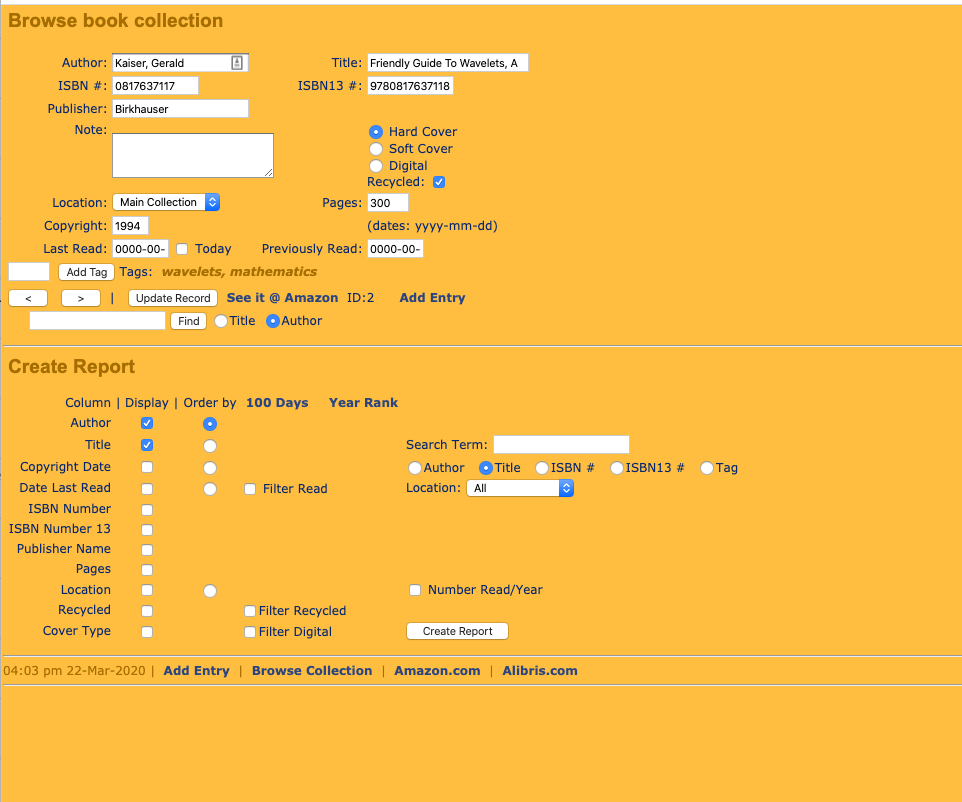 Browse book collection
Author: Kaiser, Gerald Title: Friendly Guide To Wavelets, A
ISBN #: 0817637117 ISBN13 #: 9780817637118
Publisher: Birkhauser
Note:
Hard Cover
Soft Cover
Digital
Recycled:
Location: Main Collection Pages: 300
Copyright: 1994 (dates: yyyy-mm-dd)
Last Read: 0000-00- Today Previously Read: 0000-00-
Add Tag Tags: wavelets, mathematics
< > | Update Record See it @ Amazon ID:2 Add Entry
Find Title Author
Create Report
Column | Display | Order by 100 Days Year Rank
Author
Title Search Term:
Copyright Date Author Title ISBN # ISBN13 # Tag
Date Last Read Filter Read Location: All
ISBN Number
ISBN Number 13
Publisher Name
Pages
Location Number Read/Year
Recycled Filter Recycled
Cover Type Filter Digital Create Report
04:03 pm 22-Mar-2020 | Add Entry | Browse Collection | Amazon.com | Alibris.com